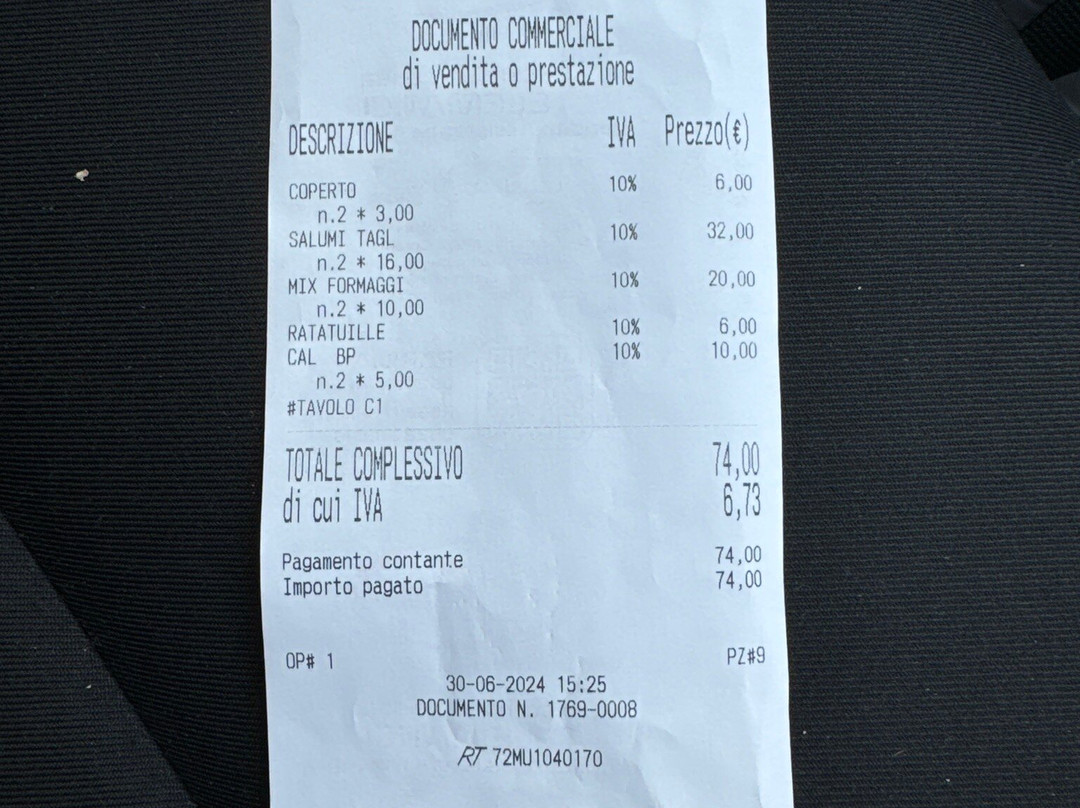 DOCUMENTO COMMERCIALE
di vendita o prestazione
DESCRIZIONE IVA Prezzo(€)
COPERTO 10% 6,00
n.2 * 3,00
SALUMI TAGL 10% 32,00
n.2 * 16,00
MIX FORMAGGI 10% 20,00
n.2 * 10,00
RATATUILLE 10% 6,00
CAL BP 10% 10,00
n.2 * 5,00
#TAVOLO C1
TOTALE COMPLESSIVO 74,00
di cui IVA 6,73
Pagamento contante 74,00
Importo pagato 74,00
OP# 1 PZ#9
30-06-2024 15:25
DOCUMENTO N. 1769-0008
RT 72MU1040170